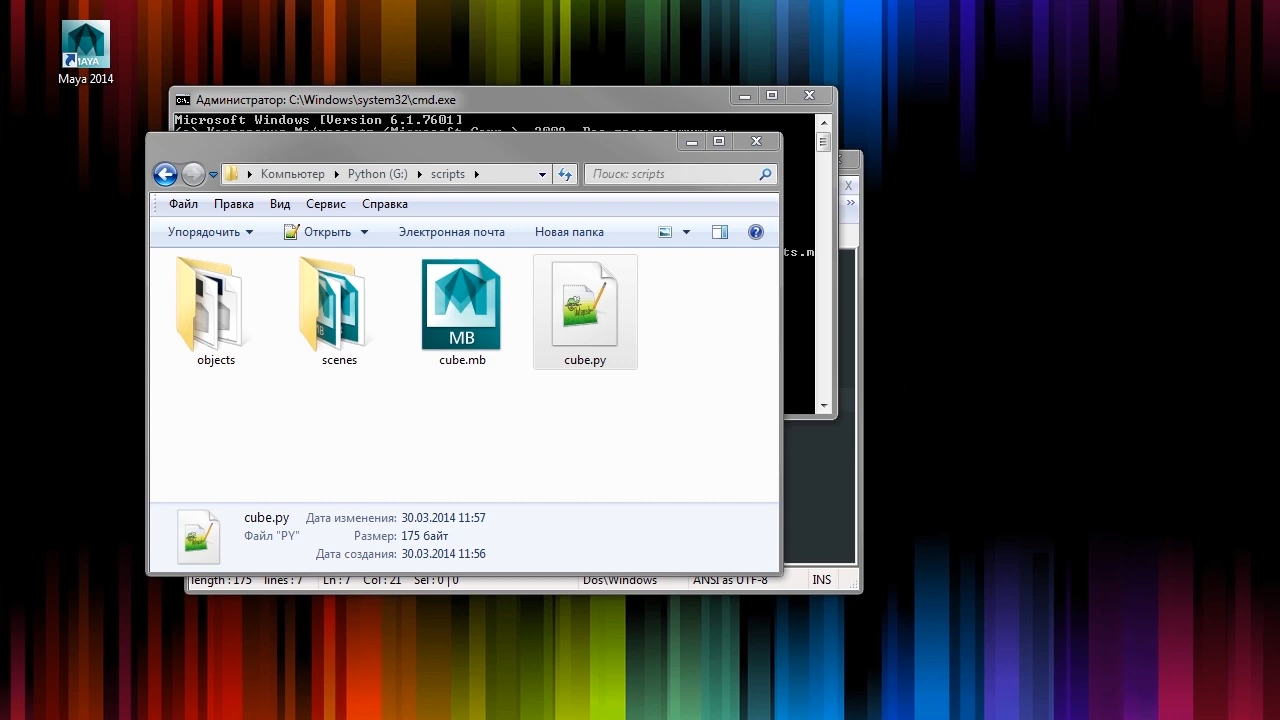 MAYA
Maya 2014
Администратор: C:\Windows\system32\cmd.exe
Microsoft Windows [Version 6.1.7601]
Компьютер Python (G:) scripts
Поиск: scripts
Файл Правка Вид Сервис Справка
Упорядочить Открыть Электронная почта Новая папка
ts.m
MB
MB
objects
scenes
cube.mb
cube.py
cube.py Дата изменения: 30.03.2014 11:57
Файл "PY" Размер: 175 байт
Дата создания: 30.03.2014 11:56
length : 175 lines : 7 Ln : 7 Col : 21 Sel : 0 | 0 Dos\Windows ANSI as UTF-8 INS